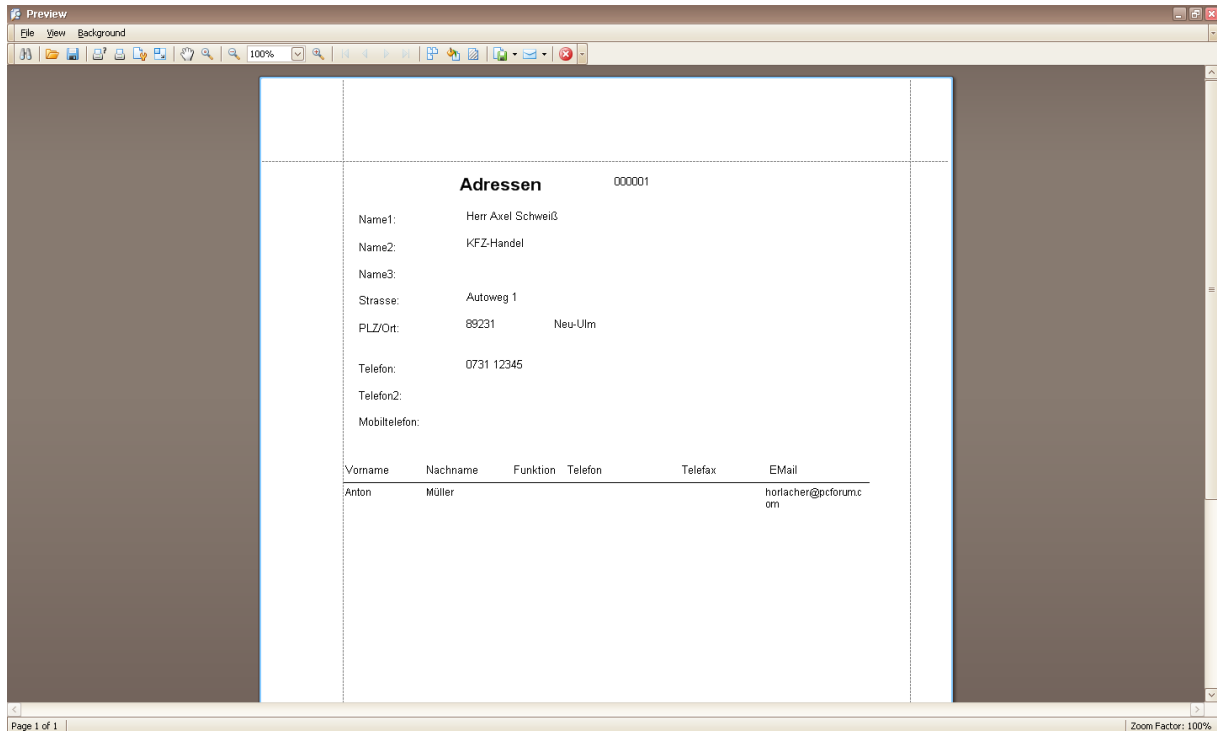 Preview
File View Background
100%
Adressen 000001
Name1: Herr Axel Schweiß
Name2: KFZ-Handel
Name3:
Strasse: Autoweg 1
PLZ/Ort: 89231 Neu-Ulm
Telefon: 0731 12345
Telefon2:
Mobiltelefon:
Vorname Nachname Funktion Telefon Telefax EMail
Anton Müller horlacher@pcforum.c
om
Page 1 of 1 Zoom Factor: 100%